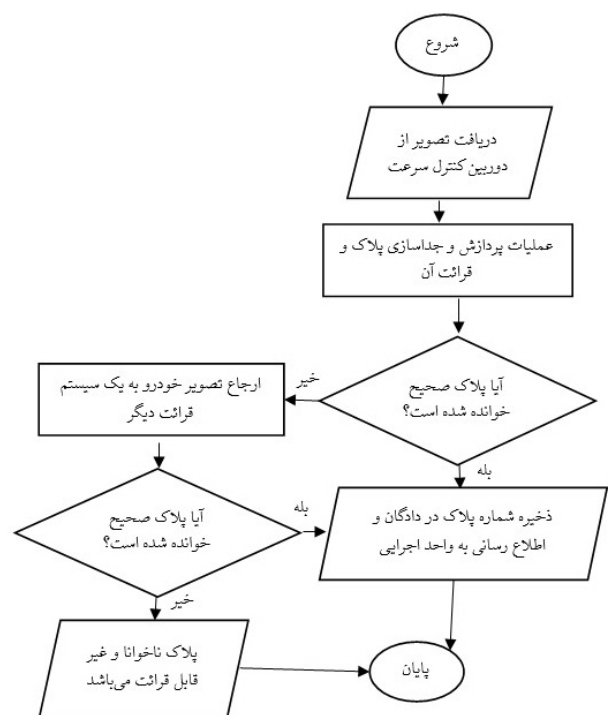 شروع
دریافت تصویر از
دوربین کنترل سرعت
عملیات پردازش و جداسازی پلاک و
قرائت آن
آیا پلاک صحیح
خوانده شده است؟
خیر
ارجاع تصویر خودرو به یک سیستم
قرائت دیگر
بله
آیا پلاک صحیح
خوانده شده است؟
بله
ذخیره شماره پلاک در دادگان و
اطلاع رسانی به واحد اجرایی
خیر
پلاک ناخوانا و غیر
قابل قرائت می‌باشد
پایان